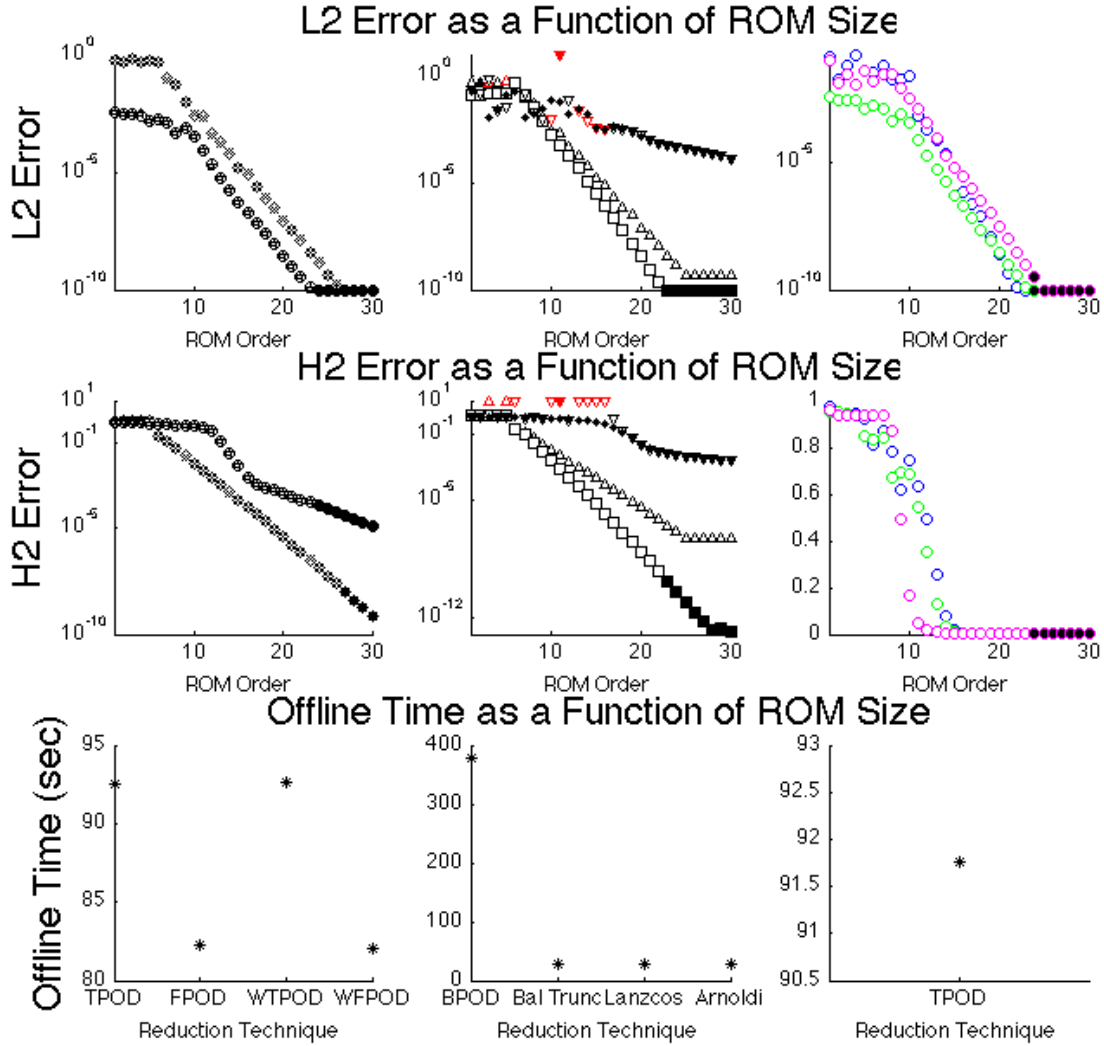 L2 Error as a Function of ROM Size
L2 Error
10^0
10^-5
10^-10
10
20
30
ROM Order
10^0
10^-5
10^-10
10
20
30
ROM Order
10^0
10^-5
10^-10
10
20
30
ROM Order
H2 Error as a Function of ROM Size
H2 Error
10^1
10^-1
10^-5
10^-10
10
20
30
ROM Order
10^1
10^-1
10^-5
10^-12
10
20
30
ROM Order
1
0.8
0.6
0.4
0.2
0
10
20
30
ROM Order
Offline Time as a Function of ROM Size
Offline Time (sec)
95
90
85
80
TPOD
FPOD
WTPOD
WFPOD
Reduction Technique
400
300
200
100
0
BPOD
Bal Trunc
Lanzcos
Arnoldi
Reduction Technique
93
92.5
92
91.5
91
90.5
TPOD
Reduction Technique